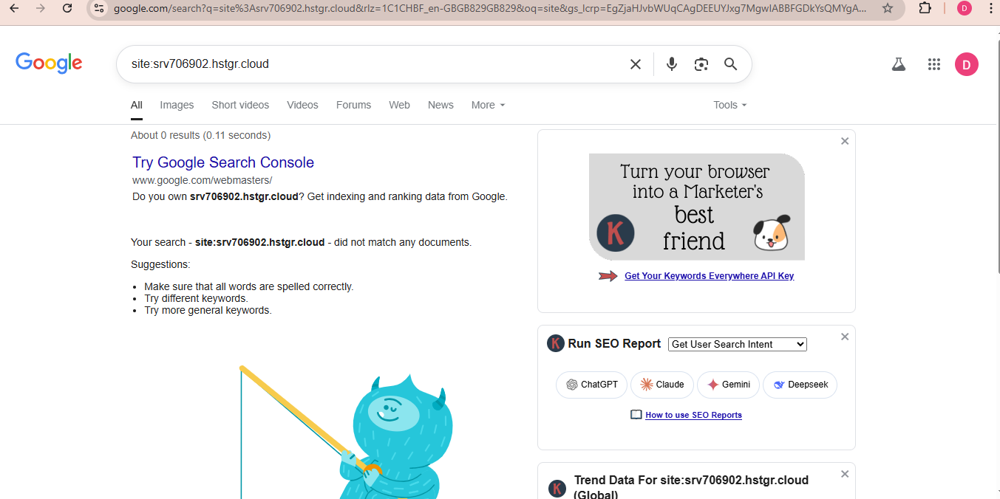 google.com/search?q=site%3Asrv706902.hstgr.cloud&rlz=1C1CHBF_en-GBGB829GB829&oq=site&gs_lcrp=EgZjaHJvbWUqCAgDEEUYJxg7MgwIABBFGDkYsQMYgA...
D
Google
site:srv706902.hstgr.cloud
D
All Images Short videos Videos Forums Web News More Tools
About 0 results (0.11 seconds)
Try Google Search Console
www.google.com/webmasters/
Do you own srv706902.hstgr.cloud? Get indexing and ranking data from Google.
Your search - site:srv706902.hstgr.cloud - did not match any documents.
Suggestions:
• Make sure that all words are spelled correctly.
• Try different keywords.
• Try more general keywords.
Turn your browser
into a Marketer's
best
friend
K
Get Your Keywords Everywhere API Key
K Run SEO Report Get User Search Intent
ChatGPT Claude Gemini Deepseek
How to use SEO Reports
K Trend Data For site:srv706902.hstgr.cloud
(Global)